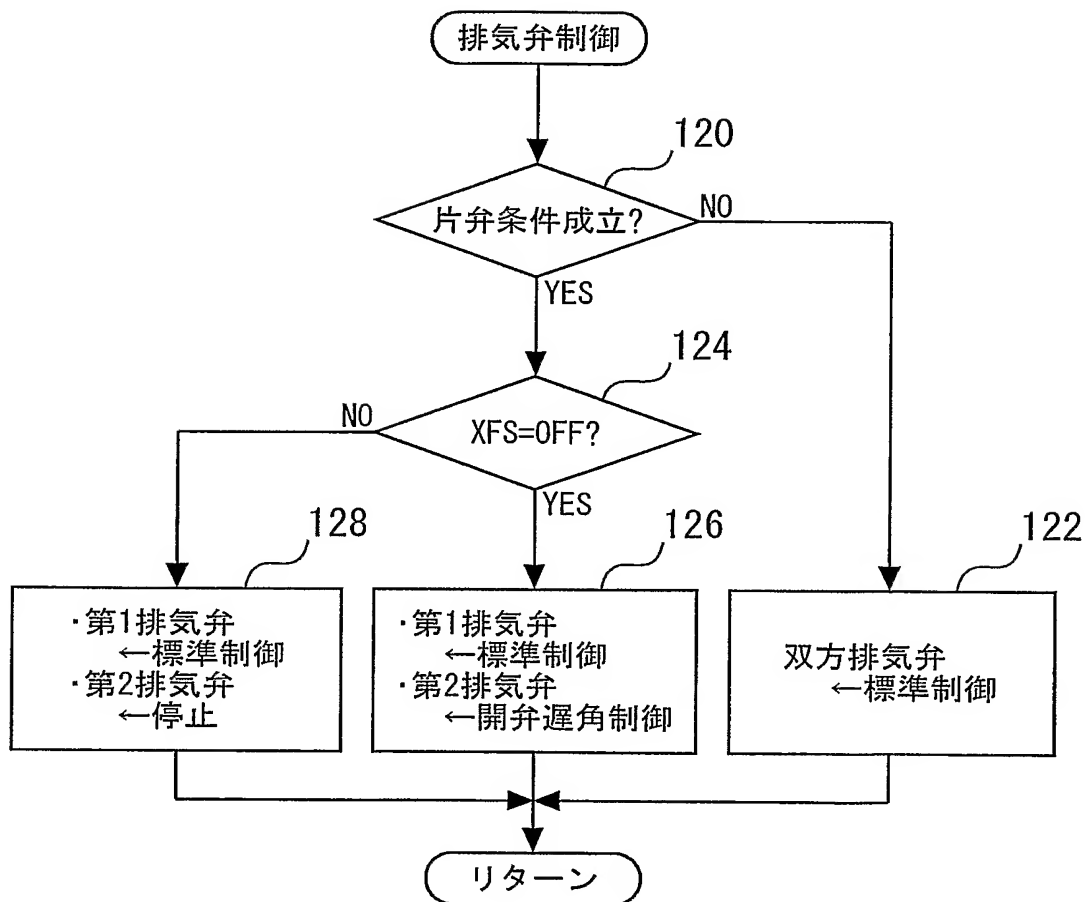 排気弁制御
120
片弁条件成立?
NO
YES
124
NO
XFS=OFF?
YES
128
126
122
・第1排気弁
←標準制御
・第2排気弁
←停止
・第1排気弁
←標準制御
・第2排気弁
←開弁遅角制御
双方排気弁
←標準制御
リターン